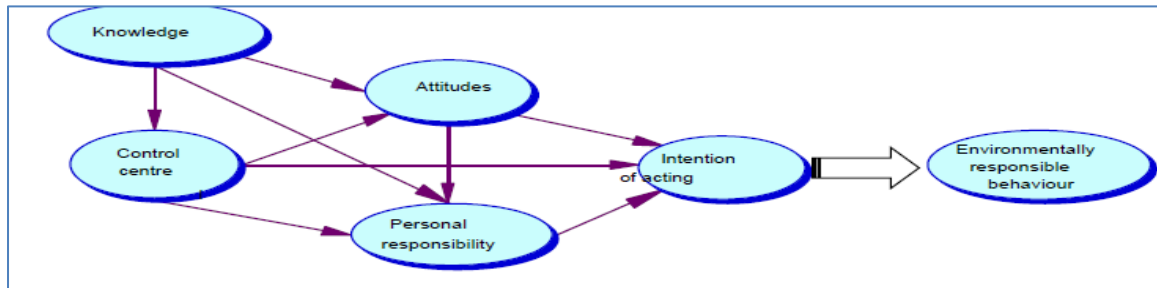 Knowledge
Attitudes
Control
centre
Intention
of acting
Environmentally
responsible
behaviour
Personal
responsibility